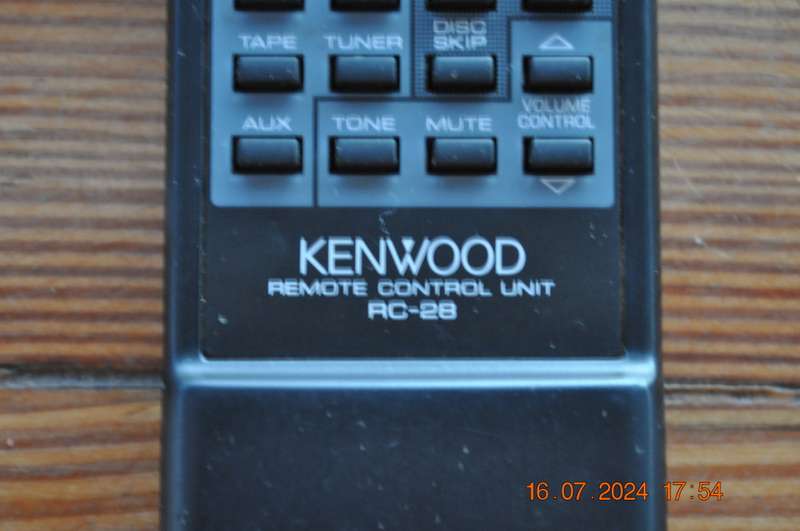 TAPE TUNER DISC SKIP
VOLUME CONTROL
AUX TONE MUTE
KENWOOD
REMOTE CONTROL UNIT
RC-28
16.07.2024 17:54